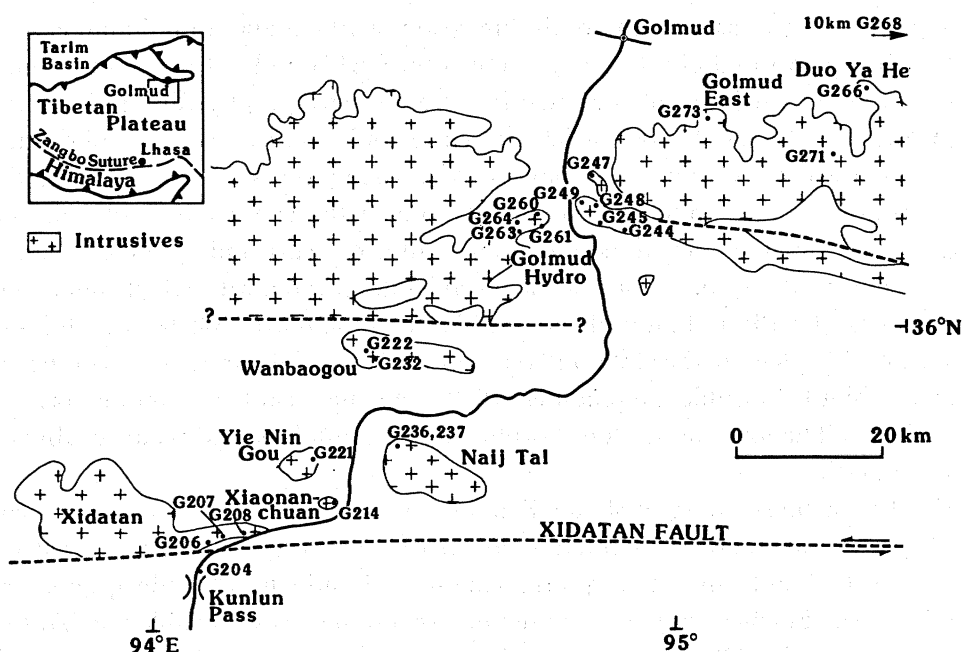 Golmud
10km G268
Tarim
Basin
Golmud
Tibetan
Plateau
Zangbo Suture
Lhasa
Himalaya
Intrusives
Duo Ya He
G266
Golmud
East
G273
G271
G247
G249
G248
G245
G244
G260
G264
G263
G261
Golmud
Hydro
?
?
36°N
G222
G232
Wanbaogou
0
20 km
Yie Nin
Gou
G221
G236,237
Naij Tal
Xiaonan-
chuan
G214
G207
G208
Xidatan
G206
XIDATAN FAULT
G204
Kunlun
Pass
94°E
95°